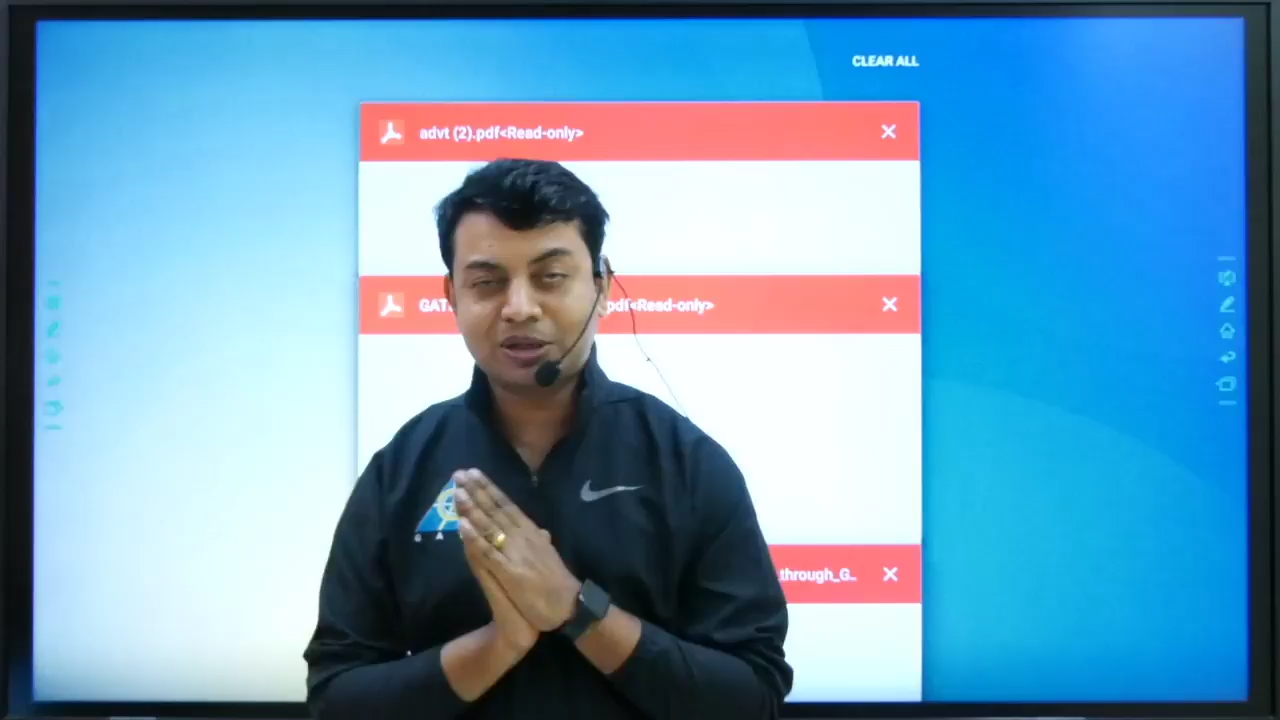 CLEAR ALL
advt (2).pdf<Read-only>
GAT pdf<Read-only>
through_G..
G A